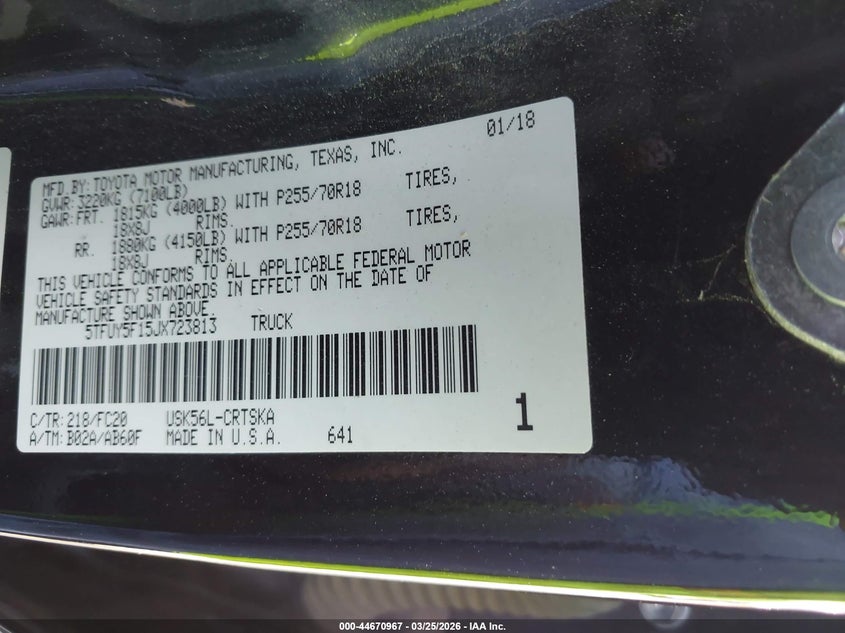 01/18
MFD.BY: TOYOTA MOTOR MANUFACTURING, TEXAS, INC.
GVWR: 3220KG (7100LB)
GAWR: FRT. 1815KG (4000LB) WITH P255/70R18 TIRES,
18X8J RIMS,
RR. 1880KG (4150LB) WITH P255/70R18 TIRES,
18X8J RIMS,
THIS VEHICLE CONFORMS TO ALL APPLICABLE FEDERAL MOTOR
VEHICLE SAFETY STANDARDS IN EFFECT ON THE DATE OF
MANUFACTURE SHOWN ABOVE.
5TFUY5F15JX723813 TRUCK
C/TR: 218/FC20 USK56L-CRTSKA
A/TM: B02A/AB60F MADE IN U.S.A. 641
1
000-44670967 — 03/25/2026 — IAA Inc.